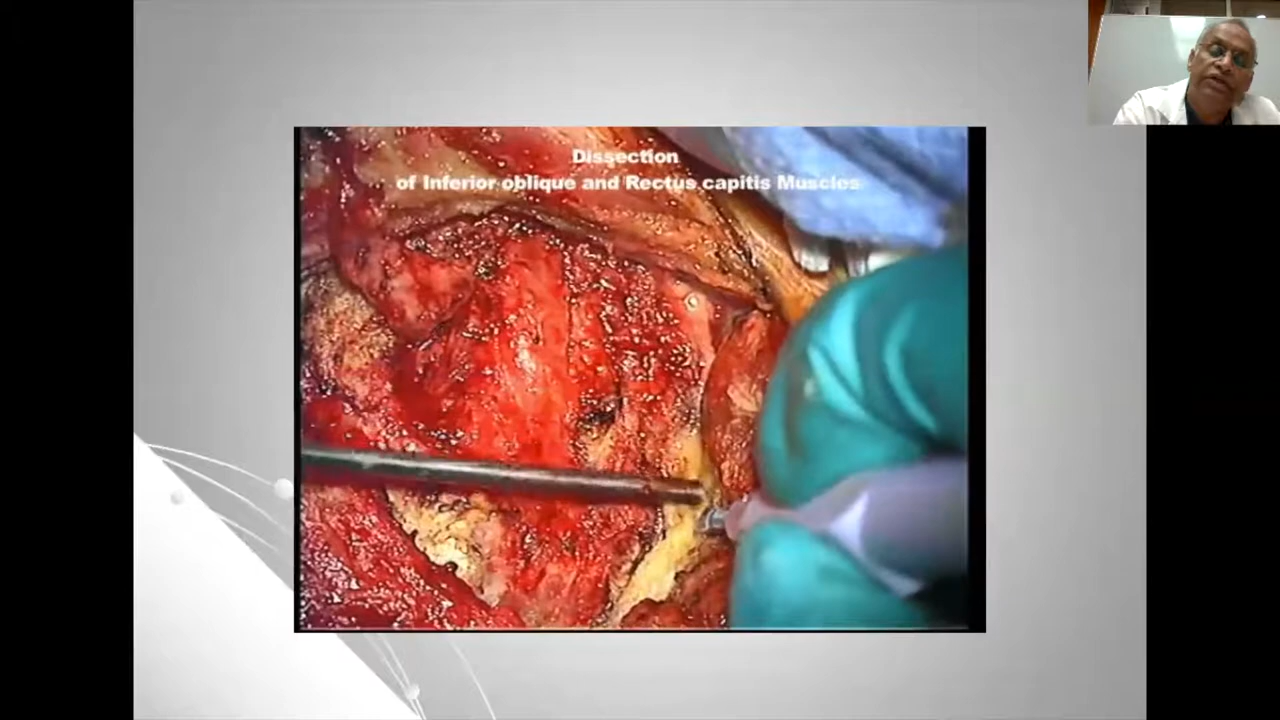 Dissection
of Inferior oblique and Rectus capitis Muscles